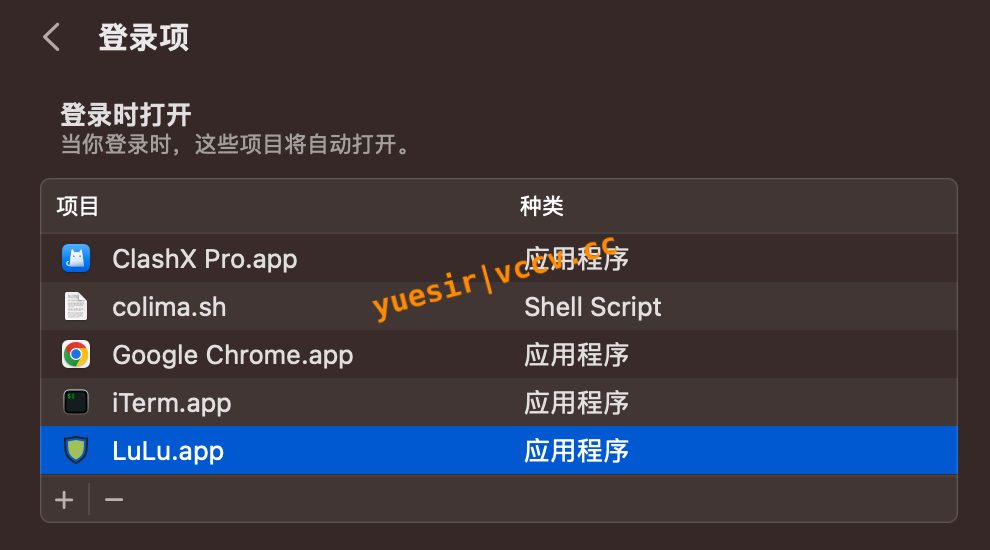 登录项
登录时打开
当你登录时，这些项目将自动打开。
项目 种类
ClashX Pro.app 应用程序
colima.sh Shell Script
Google Chrome.app 应用程序
iTerm.app 应用程序
LuLu.app 应用程序
yuesir|vccv.cc